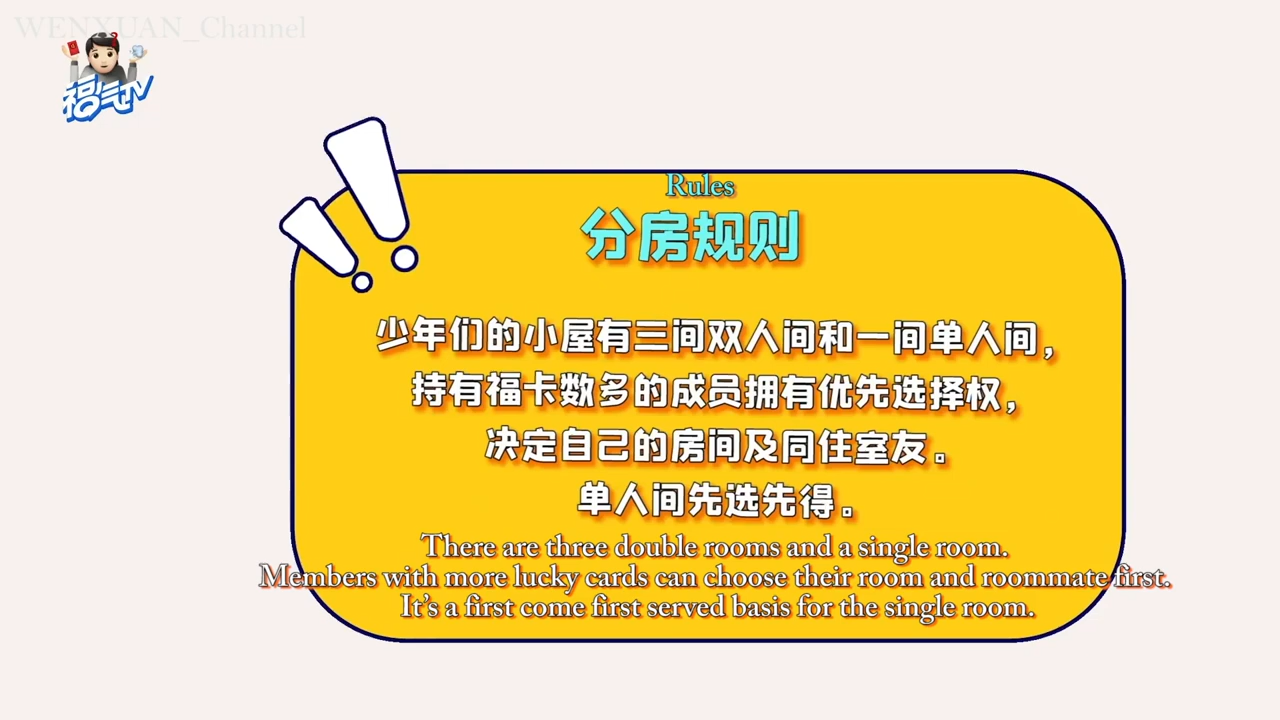 WENXUAN_Channel
福气TV
Rules
分房规则
少年们的小屋有三间双人间和一间单人间,
持有福卡数多的成员拥有优先选择权,
决定自己的房间及同住室友。
单人间先选先得。
There are three double rooms and a single room.
Members with more lucky cards can choose their room and roommate first.
It's a first come first served basis for the single room.